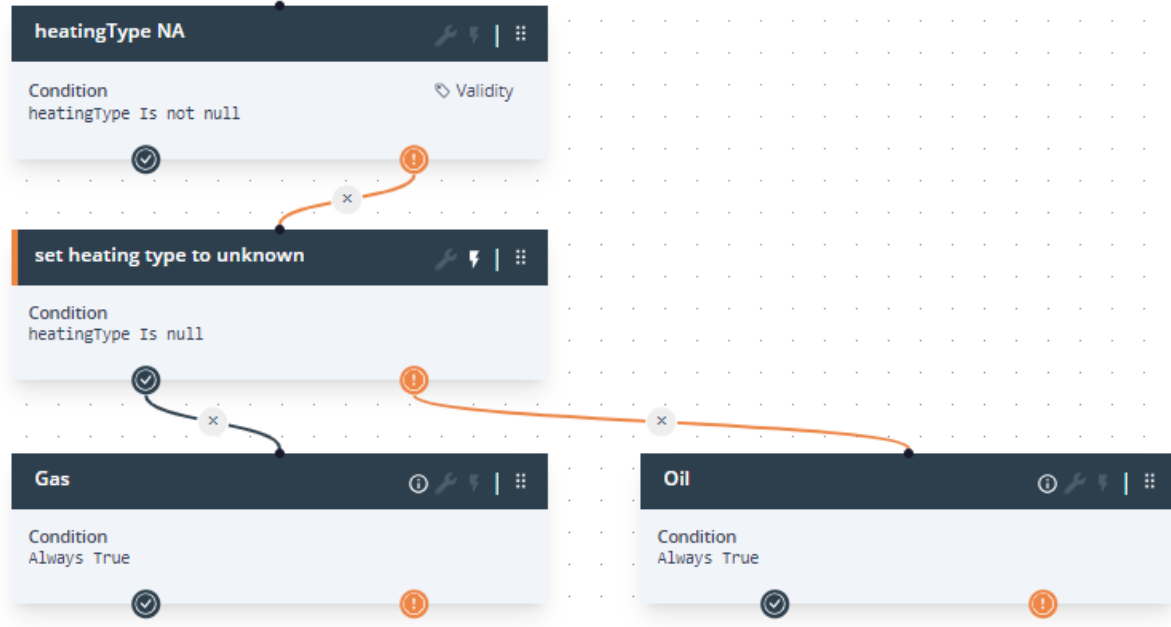 heatingType NA
Condition
Validity
heatingType Is not null
set heating type to unknown
Condition
heatingType Is null
Gas
Condition
Always True
Oil
Condition
Always True